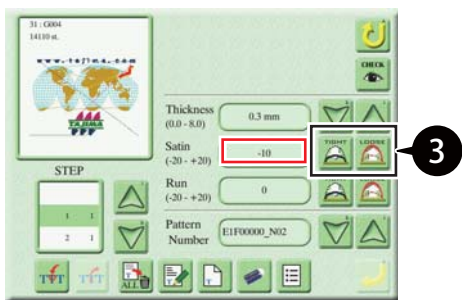 31 : G004
14110 st.
www.tajima.com
TAJIMA
CHECK
Thickness
(0.0 - 8.0)
0.3 mm
Satin
(-20 - +20)
-10
TIGHT
LOOSE
3
STEP
Run
(-20 - +20)
0
1 1
2 1
Pattern
Number
E1F00000_N02
ALL